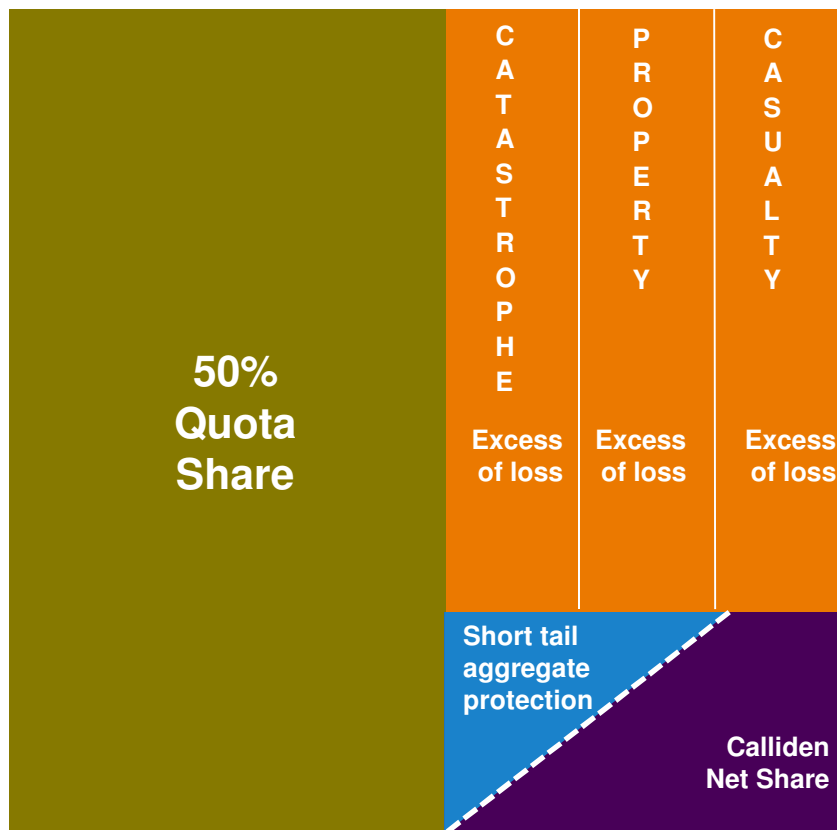 50%
Quota
Share
CATASTROPHE
Excess
of loss
PROPERTY
Excess
of loss
CASUALTY
Excess
of loss
Short tail
aggregate
protection
Calliden
Net Share